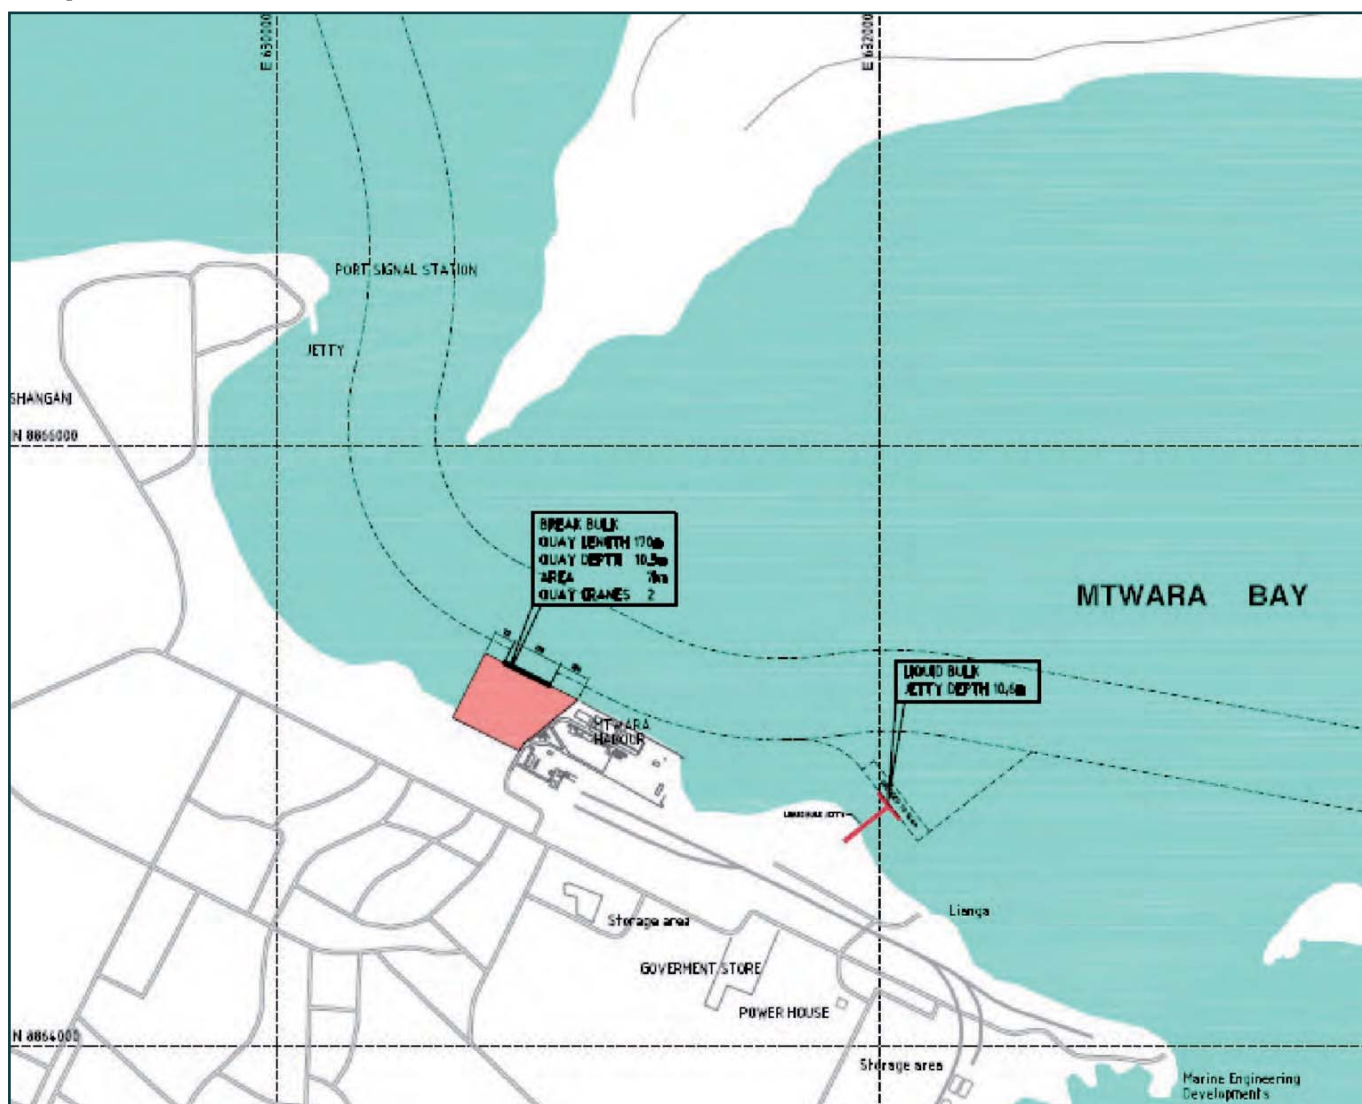 E 630000
E 632000
PORT SIGNAL STATION
JETTY
SHANGANI
N 8866000
BREAK BULK
QUAY LENGTH 170m
QUAY DEPTH 10,5m
AREA 7ha
QUAY CRANES 2
MTWARA BAY
LIQUID BULK
JETTY DEPTH 10,6m
MTWARA
HABOUR
Lianga
Storage area
GOVERMENT STORE
POWER HOUSE
N 8864000
Storage area
Marine Engineering
Developments